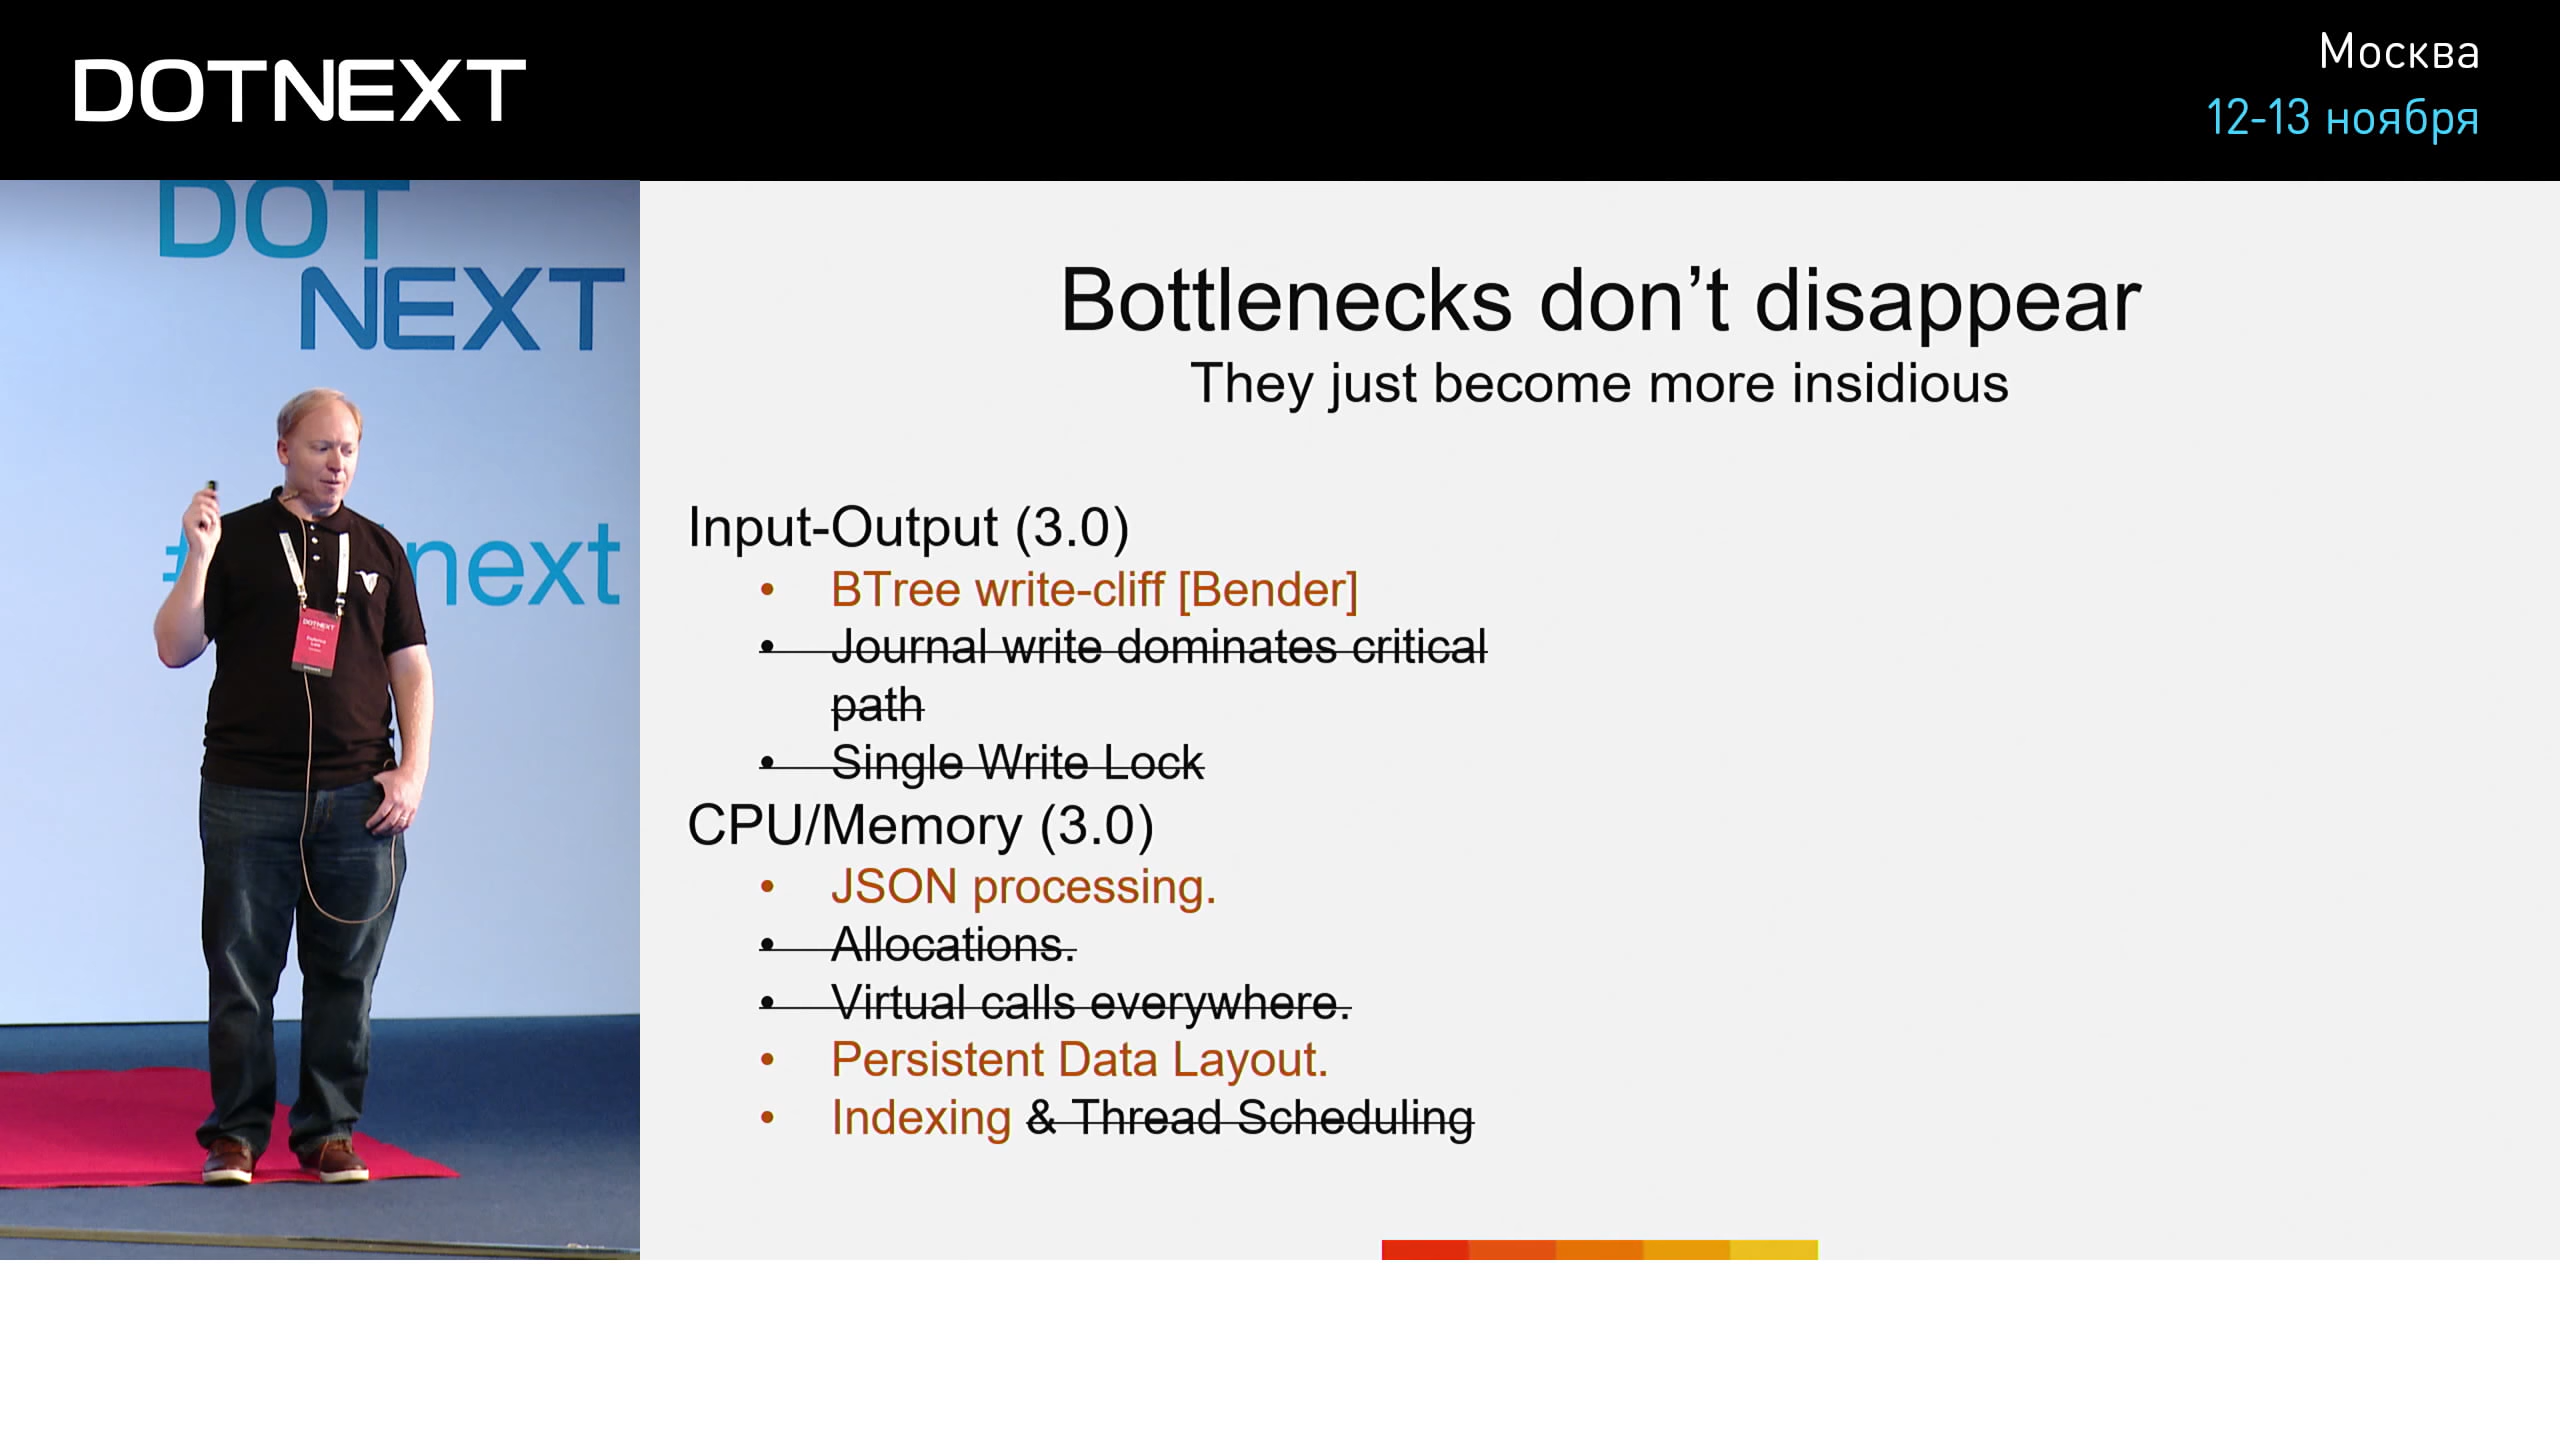 DOTNEXT
Москва
12-13 ноября
DOT
NEXT
next
DOTNEXT
Bottlenecks don’t disappear
They just become more insidious
Input-Output (3.0)
• BTree write-cliff [Bender]
• Journal write dominates critical
path
• Single Write Lock
CPU/Memory (3.0)
• JSON processing.
• Allocations.
• Virtual calls everywhere.
• Persistent Data Layout.
• Indexing & Thread Scheduling